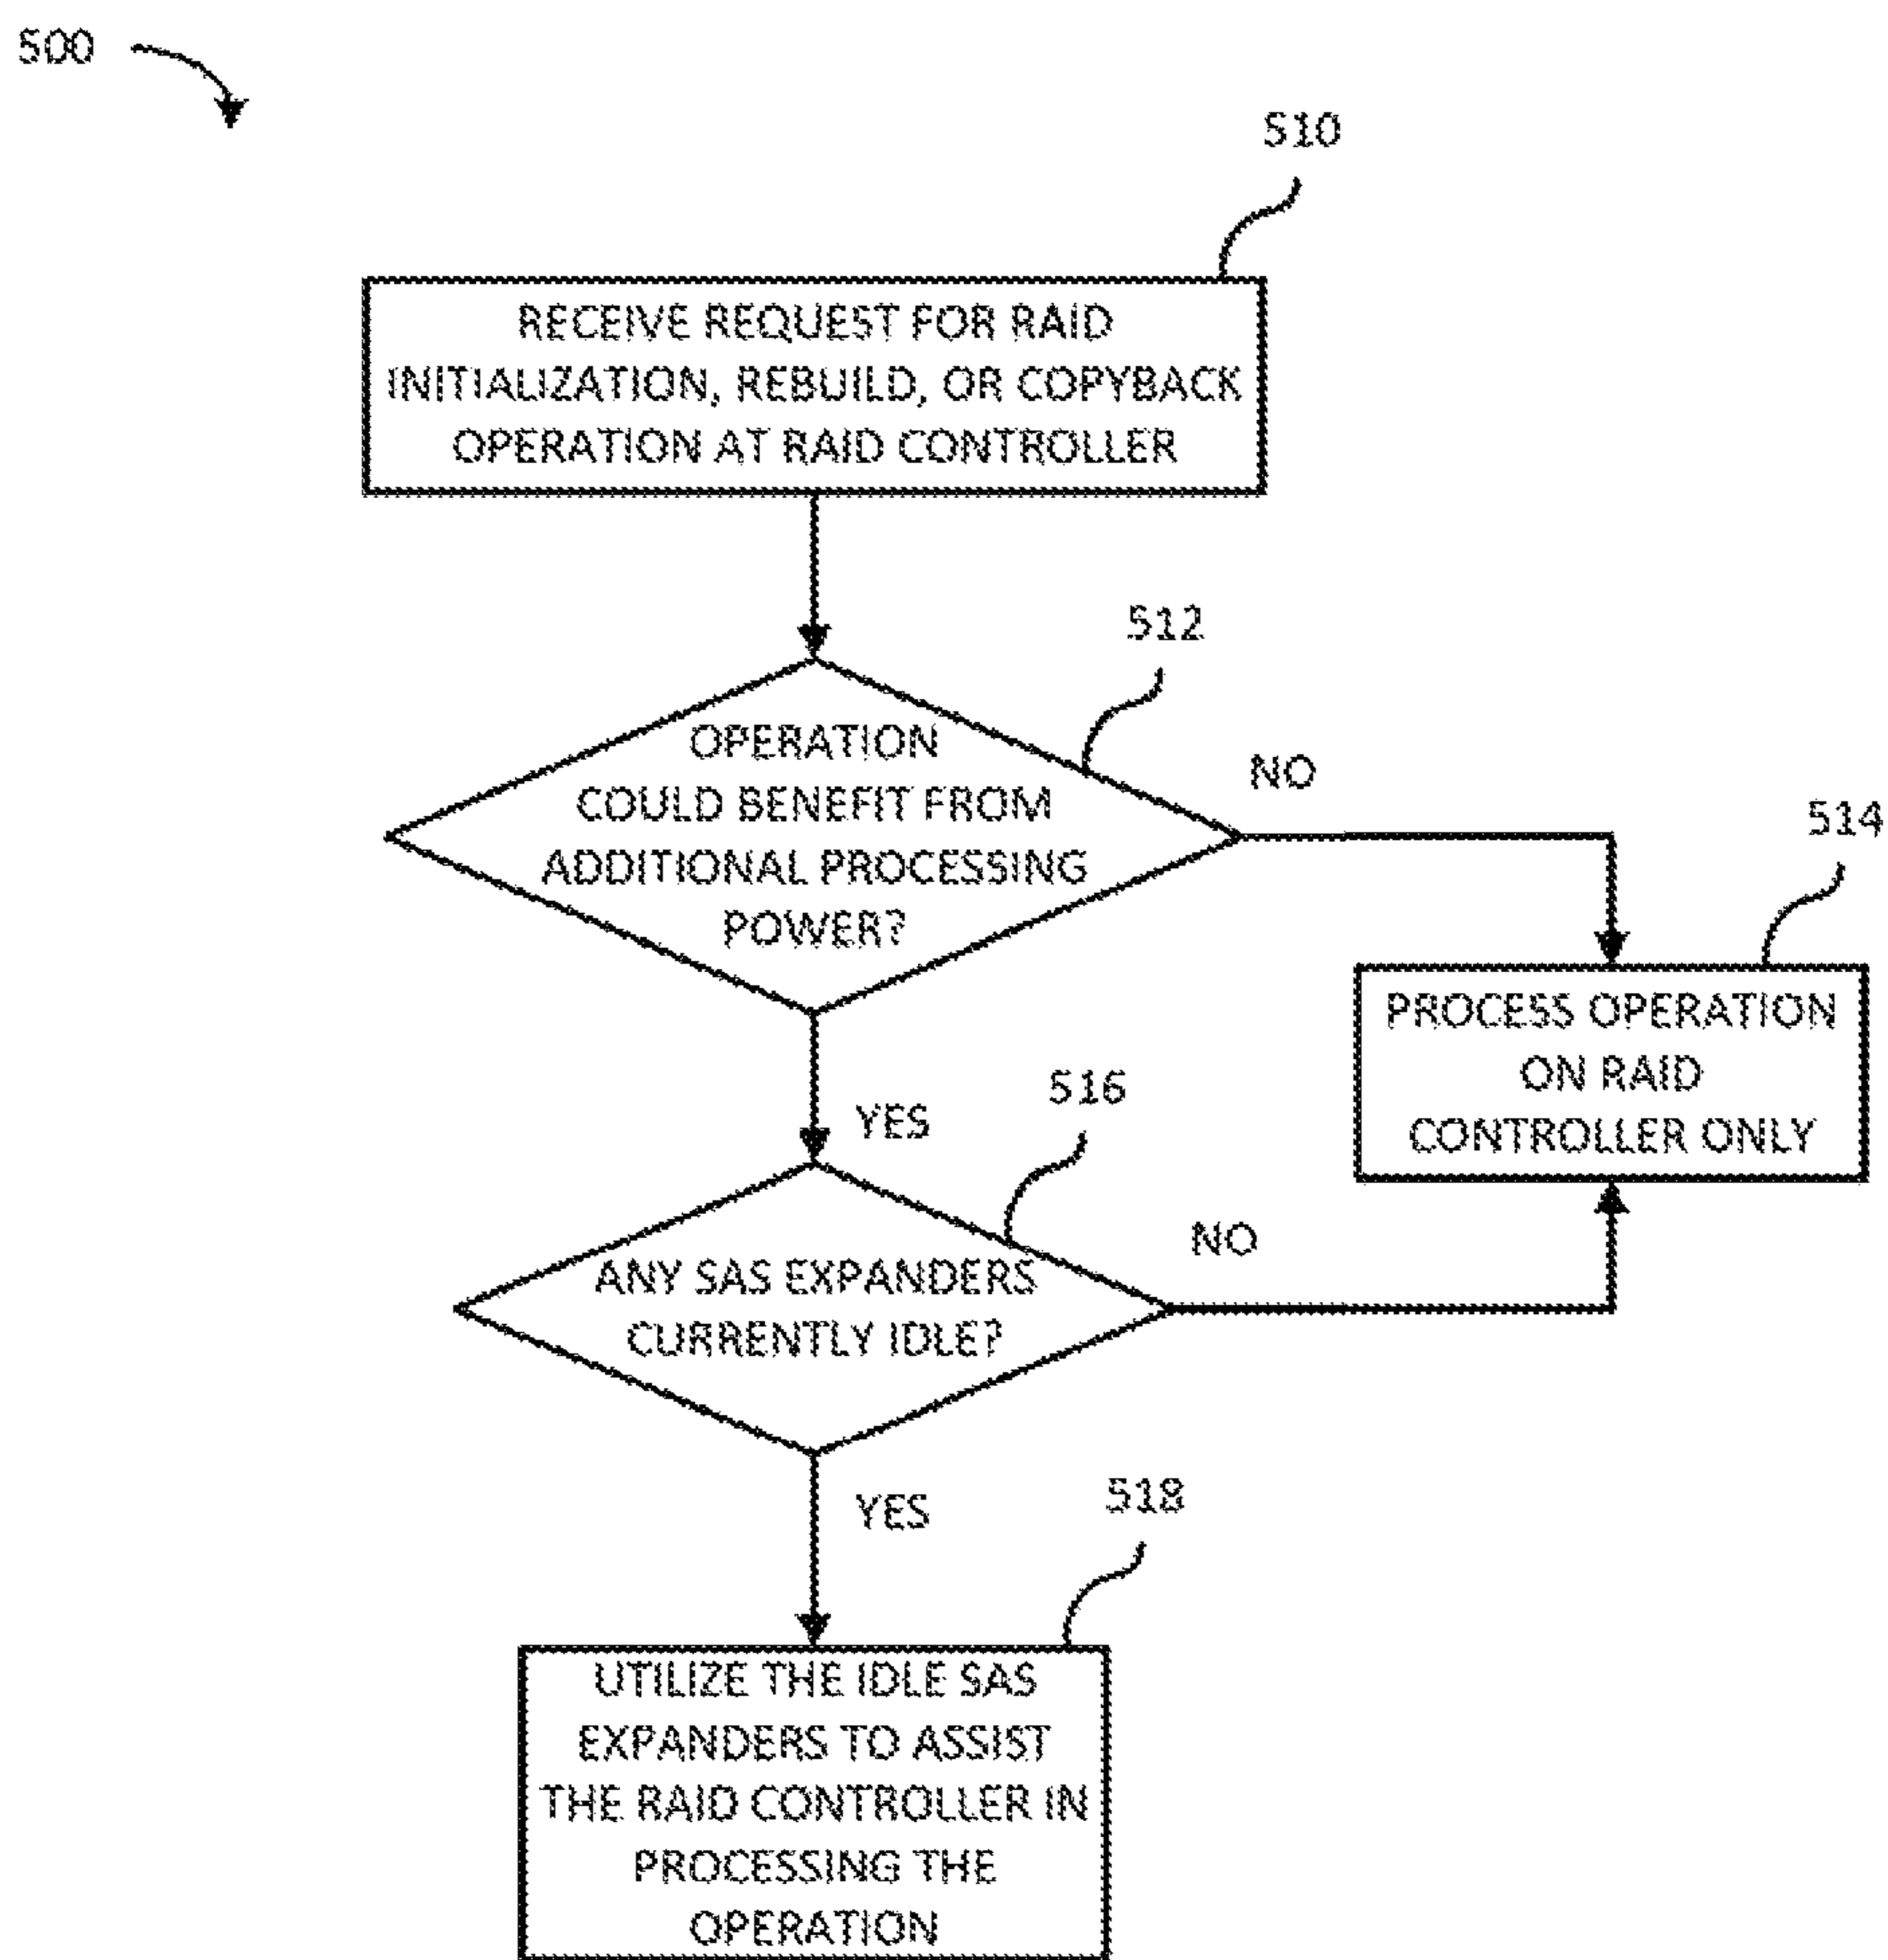 500
510
RECEIVE REQUEST FOR RAID
INITIALIZATION, REBUILD, OR COPYBACK
OPERATION AT RAID CONTROLLER
512
OPERATION
COULD BENEFIT FROM
ADDITIONAL PROCESSING
POWER?
NO
514
PROCESS OPERATION
ON RAID
CONTROLLER ONLY
YES
516
ANY SAS EXPANDERS
CURRENTLY IDLE?
NO
YES
518
UTILIZE THE IDLE SAS
EXPANDERS TO ASSIST
THE RAID CONTROLLER IN
PROCESSING THE
OPERATION